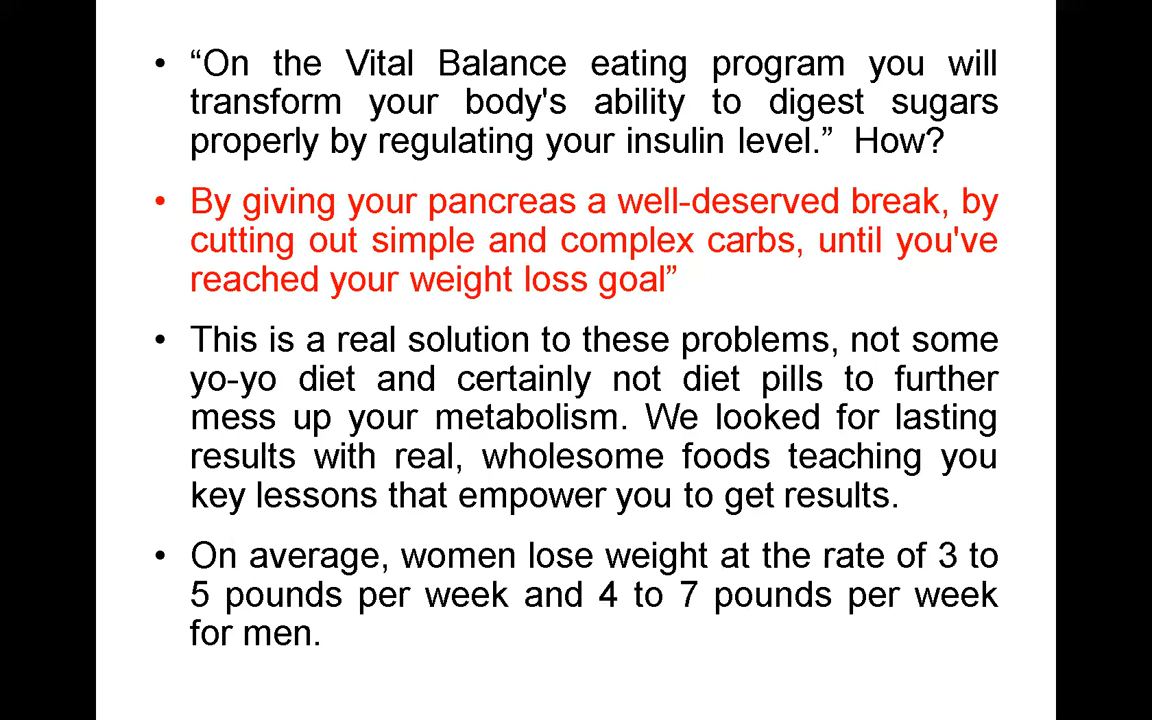 • “On the Vital Balance eating program you will
transform your body's ability to digest sugars
properly by regulating your insulin level.” How?
• By giving your pancreas a well-deserved break, by
cutting out simple and complex carbs, until you've
reached your weight loss goal”
• This is a real solution to these problems, not some
yo-yo diet and certainly not diet pills to further
mess up your metabolism. We looked for lasting
results with real, wholesome foods teaching you
key lessons that empower you to get results.
• On average, women lose weight at the rate of 3 to
5 pounds per week and 4 to 7 pounds per week
for men.